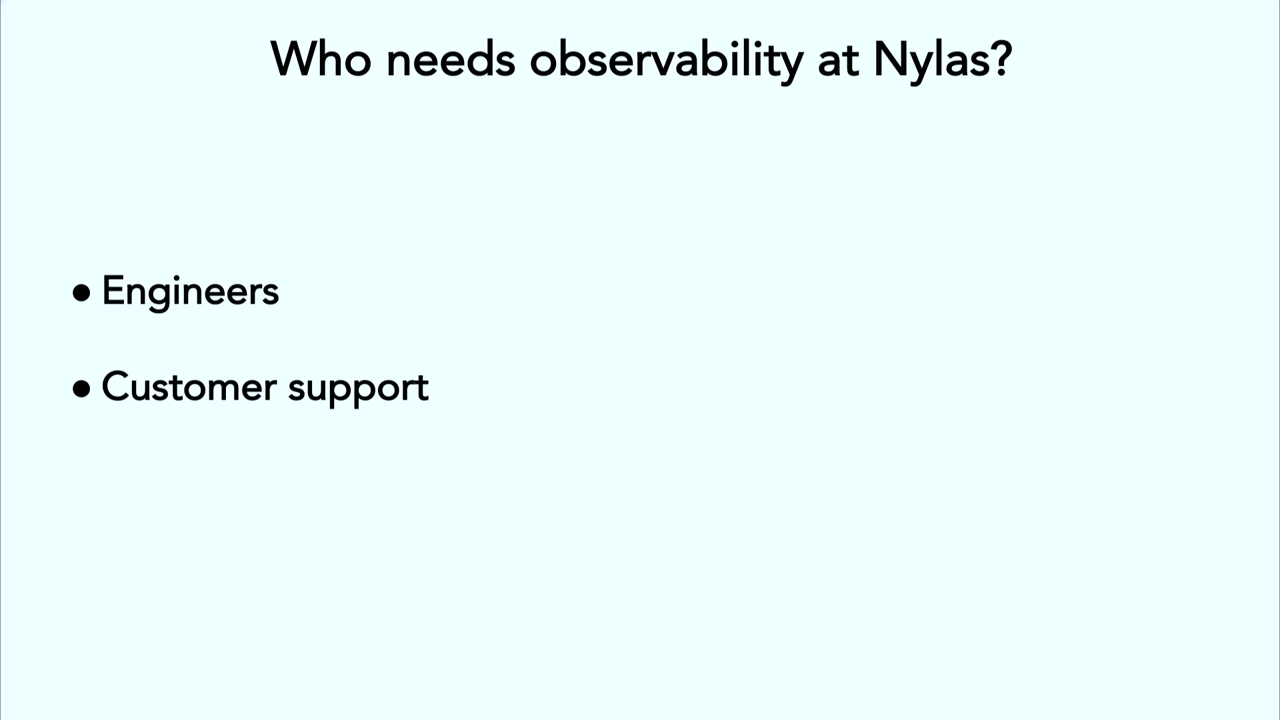 Who needs observability at Nylas?
● Engineers
● Customer support